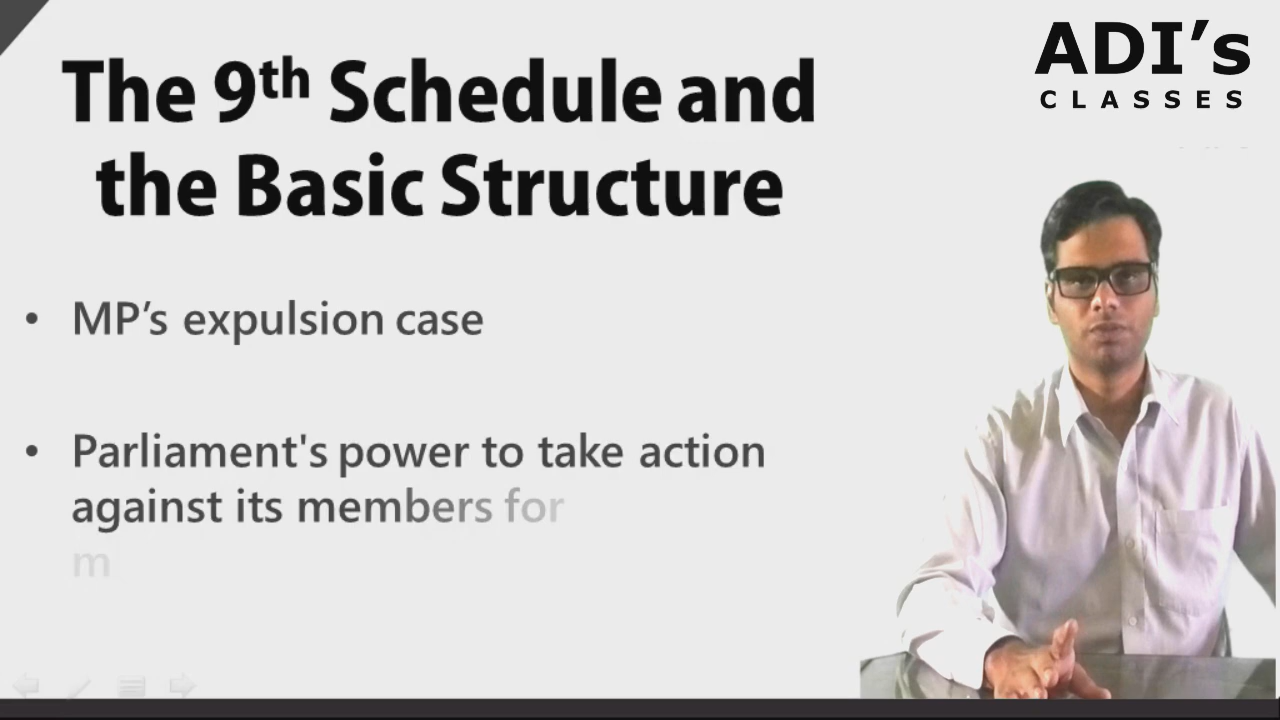 ADI’s
CLASSES
The 9th Schedule and
the Basic Structure
• MP’s expulsion case
• Parliament's power to take action
against its members for
m